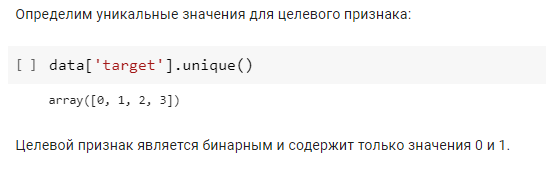 Определим уникальные значения для целевого признака:
[ ] data['target'].unique()
array([0, 1, 2, 3])
Целевой признак является бинарным и содержит только значения 0 и 1.